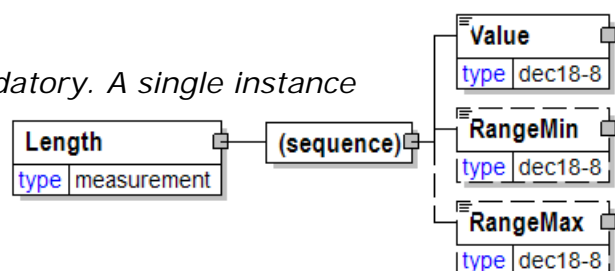 Value
type dec18-8
datory. A single instance
RangeMin
type dec18-8
Length
type measurement
(sequence)
RangeMax
type dec18-8